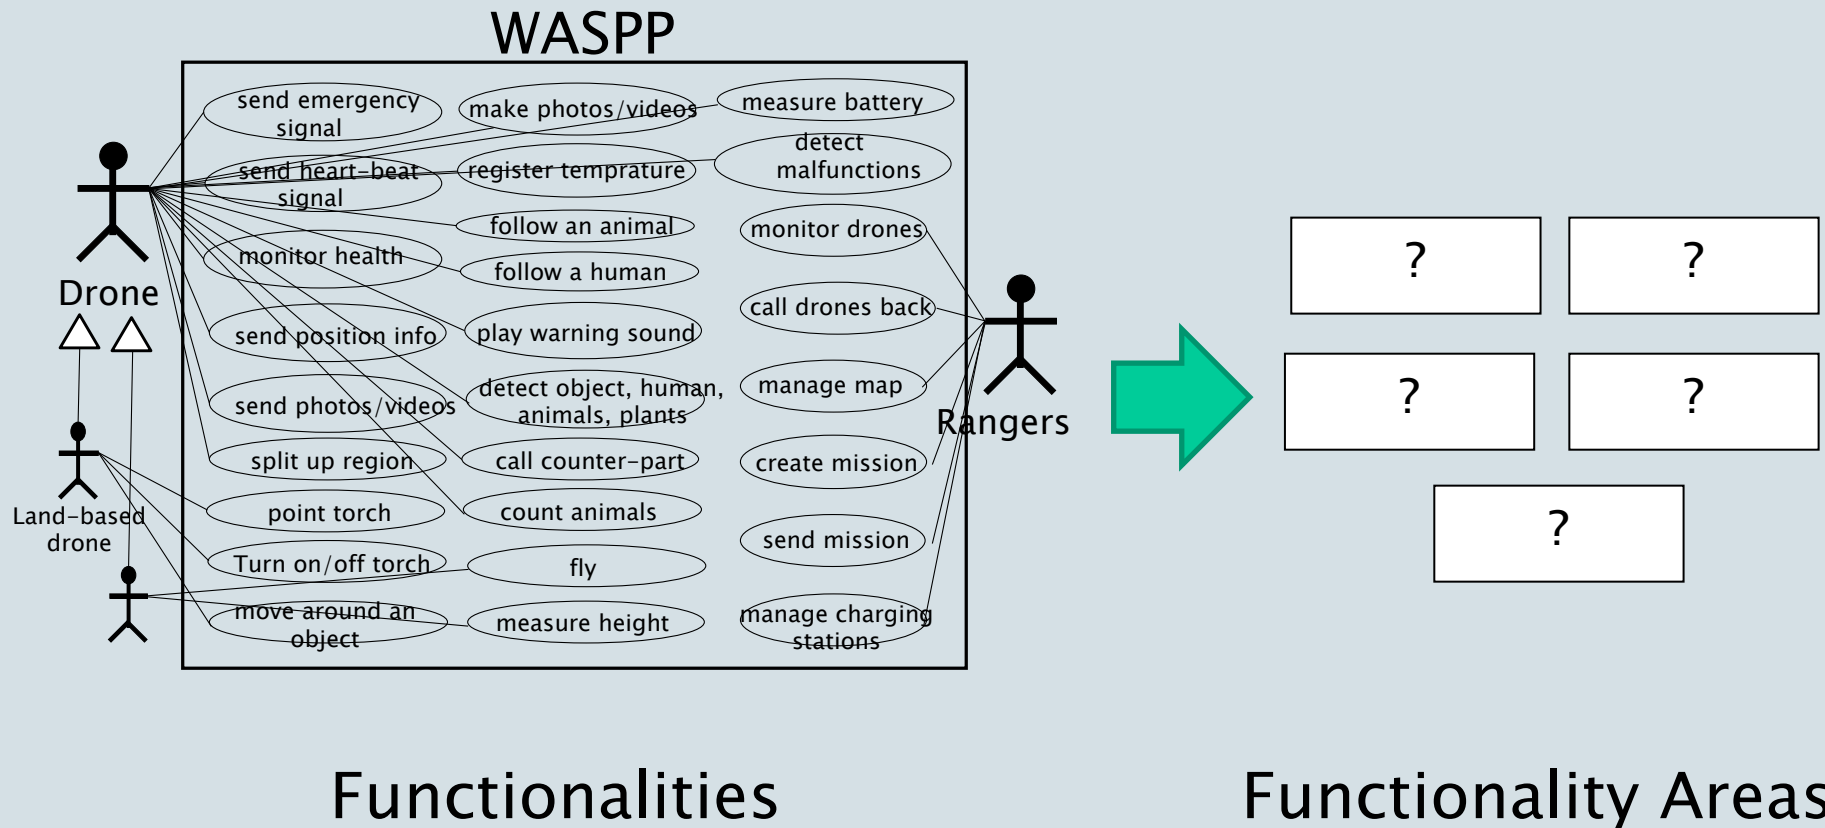 WASPP
send emergency
signal
make photos/videos
measure battery
send heart-beat
signal
register temprature
detect
malfunctions
follow an animal
monitor drones
monitor health
follow a human
Drone
send position info
play warning sound
call drones back
send photos/videos
detect object, human,
animals, plants
manage map
Rangers
split up region
call counter-part
create mission
Land-based
drone
point torch
count animals
send mission
Turn on/off torch
fly
move around an
object
measure height
manage charging
stations
?
?
?
?
?
Functionalities
Functionality Areas